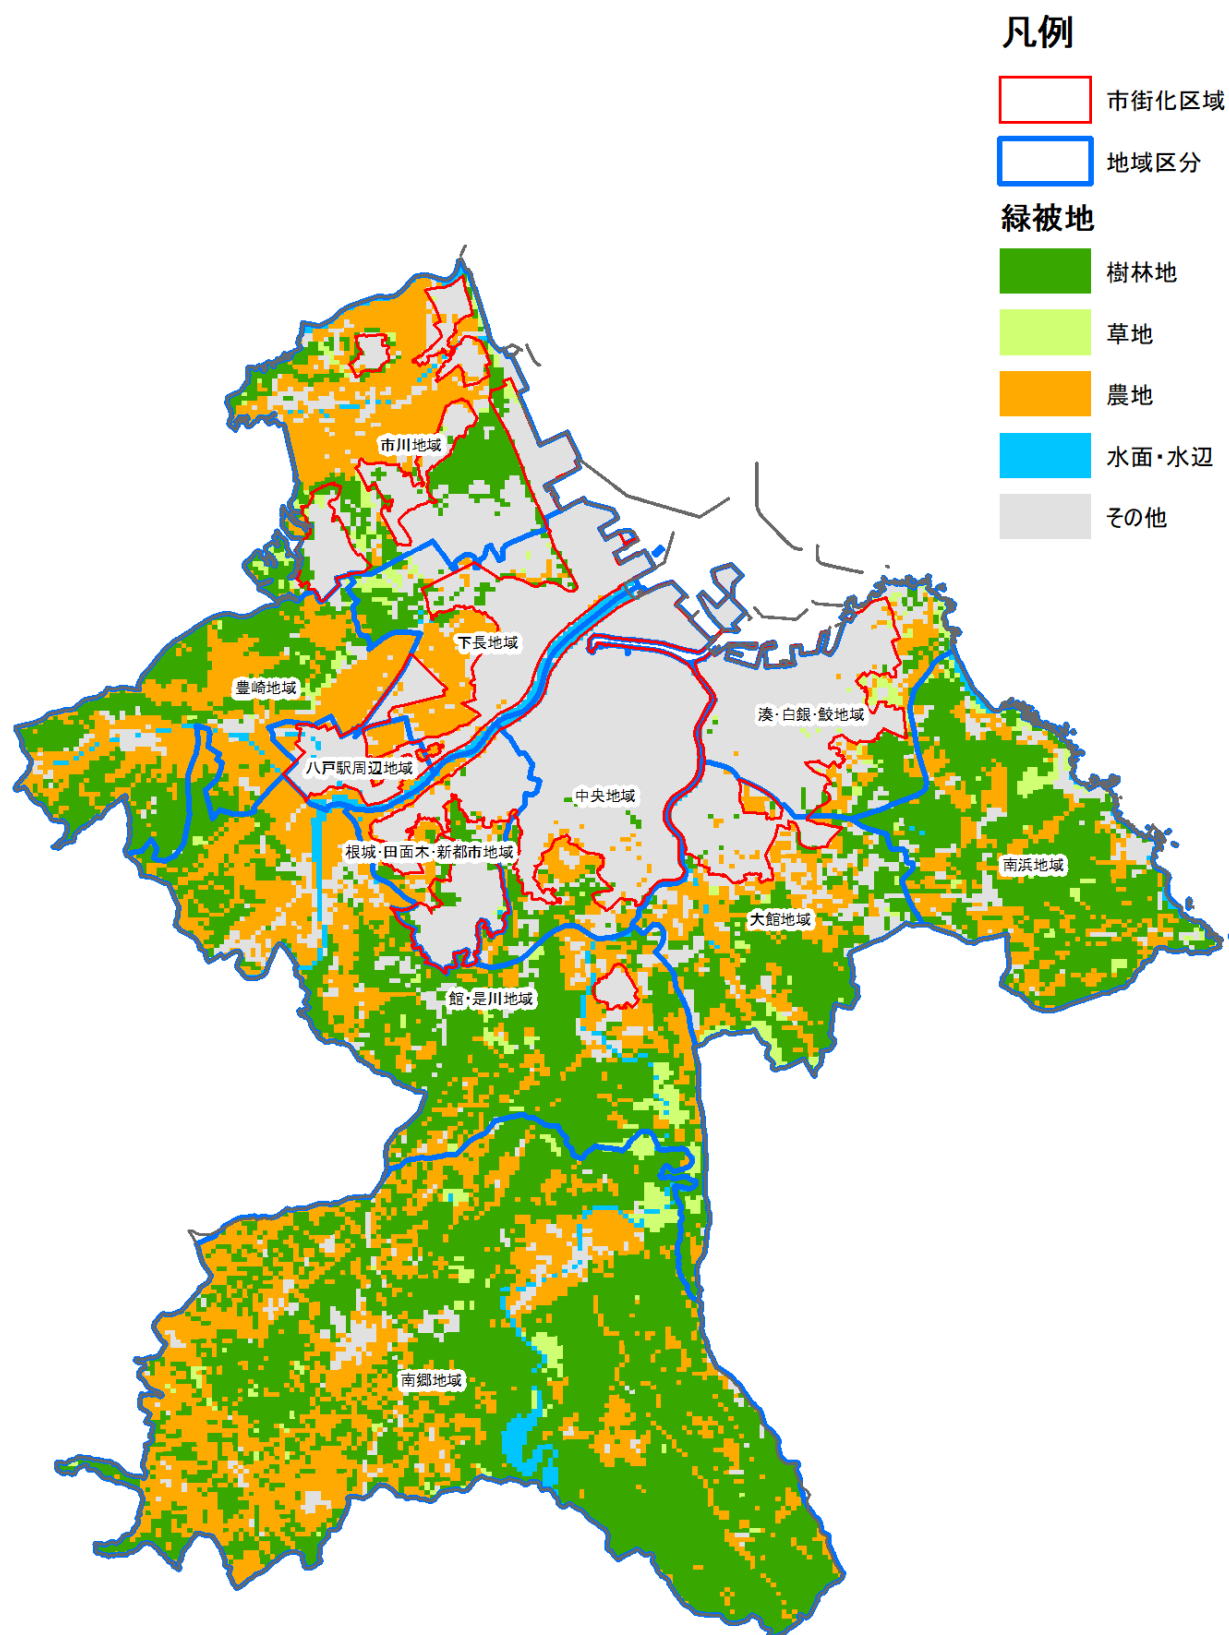 凡例
市街化区域
地域区分
緑被地
樹林地
草地
農地
水面・水辺
その他
市川地域
下長地域
豊崎地域
湊・白銀・鮫地域
八戸駅周辺地域
中央地域
根城・田面木・新都市地域
南浜地域
大館地域
館・是川地域
南郷地域